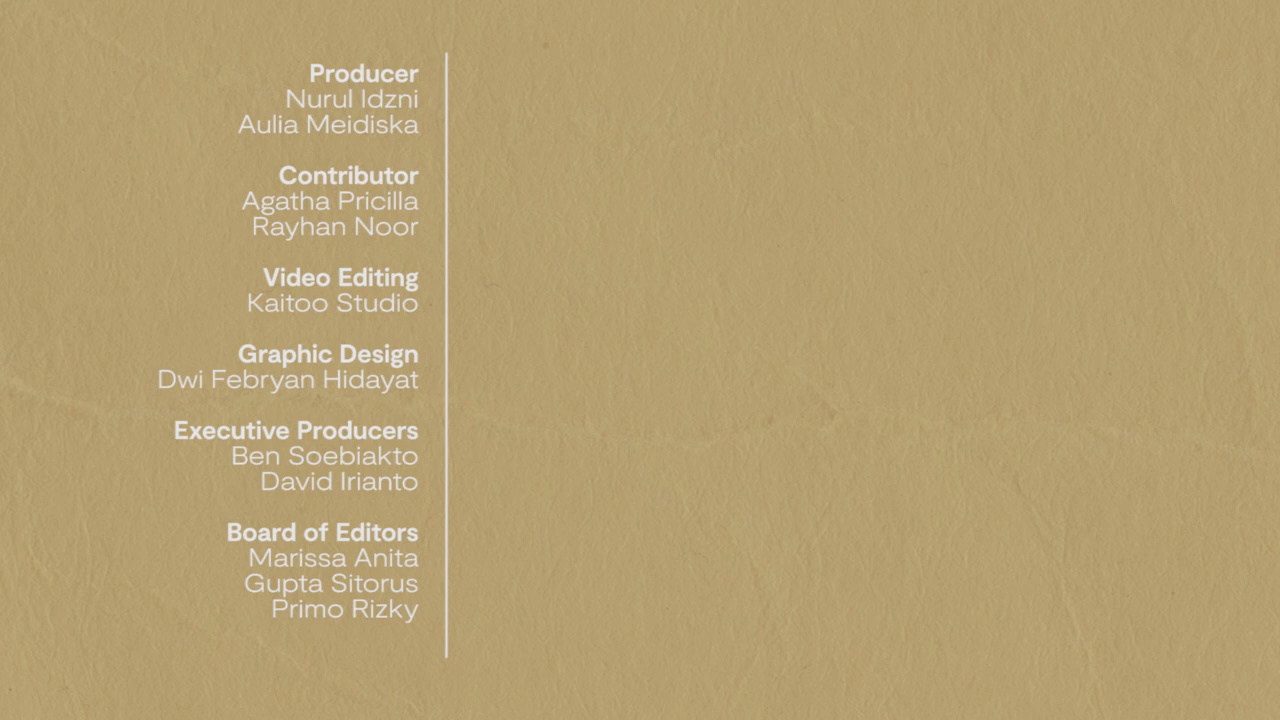 Producer
Nurul Idzni
Aulia Meidiska
Contributor
Agatha Pricilla
Rayhan Noor
Video Editing
Kaitoo Studio
Graphic Design
Dwi Febryan Hidayat
Executive Producers
Ben Soebiakto
David Irianto
Board of Editors
Marissa Anita
Gupta Sitorus
Primo Rizky